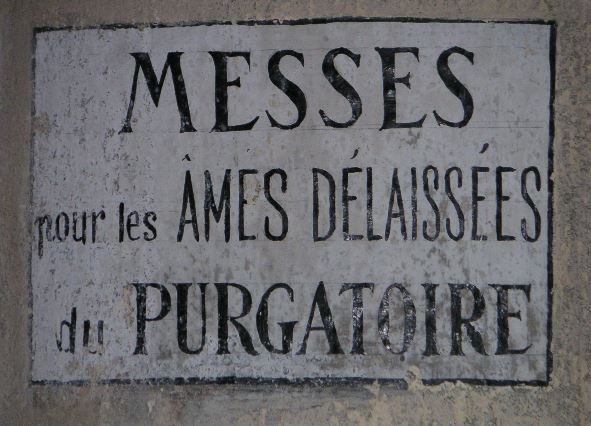 MESSES
pour les ÂMES DÉLAISSÉES
du PURGATOIRE